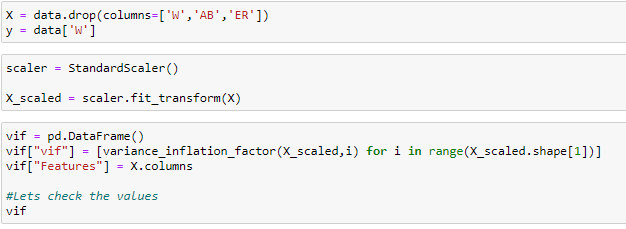 X = data.drop(columns=['W','AB','ER'])
y = data['W']
scaler = StandardScaler()
X_scaled = scaler.fit_transform(X)
vif = pd.DataFrame()
vif["vif"] = [variance_inflation_factor(X_scaled,i) for i in range(X_scaled.shape[1])]
vif["Features"] = X.columns
#Lets check the values
vif